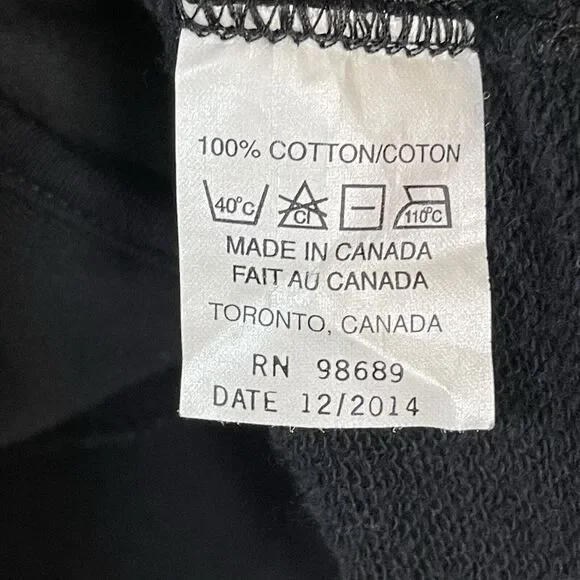 100% COTTON/COTON
40°C Cl 110°C
MADE IN CANADA
FAIT AU CANADA
TORONTO, CANADA
RN 98689
DATE 12/2014